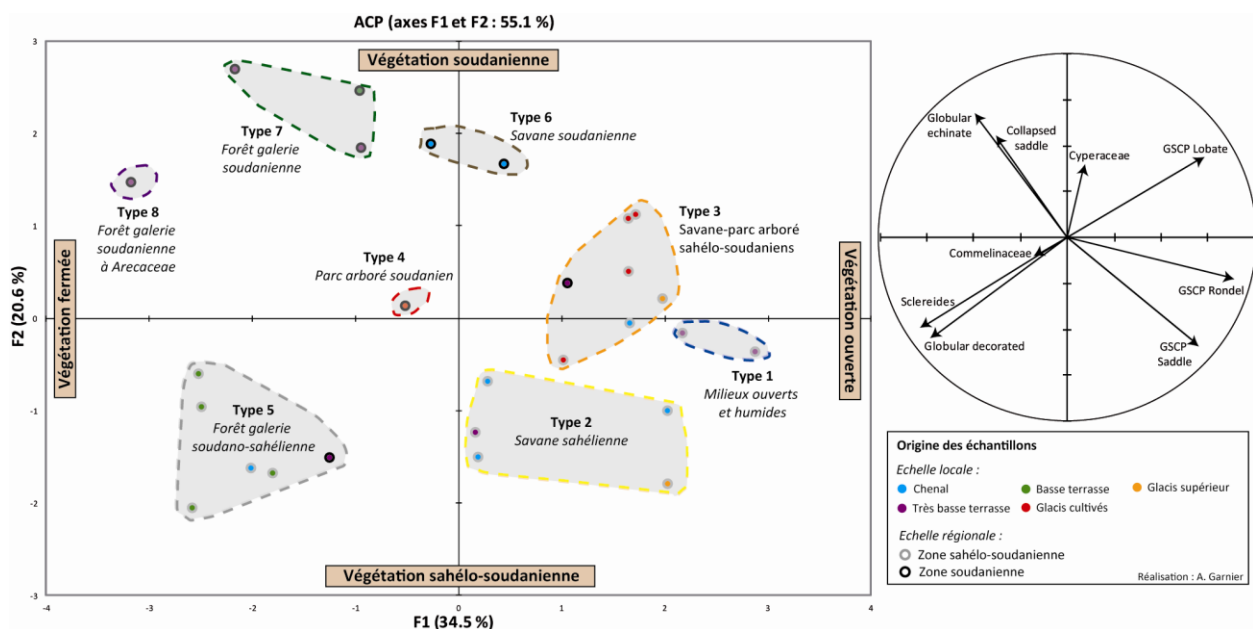 ACP (axes F1 et F2 : 55.1 %)
3
2
1
0
-1
-2
-3
F2 (20.6 %)
-4
-3
-2
-1
0
1
2
3
4
F1 (34.5 %)
Végétation soudanienne
Végétation fermée
Végétation ouverte
Végétation sahélo-soudanienne
Type 7
Forêt galerie
soudanienne
Type 6
Savane soudanienne
Type 8
Forêt galerie
soudanienne
à Arecaceae
Type 4
Parc arboré soudanien
Type 3
Savane-parc arboré
sahélo-soudaniens
Type 1
Milieux ouverts
et humides
Type 5
Forêt galerie
soudano-sahélienne
Type 2
Savane sahélienne
Globular
echinate
Collapsed
saddle
Cyperaceae
GSCP Lobate
Commelinaceae
GSCP Rondel
Sclereides
Globular decorated
GSCP
Saddle
Origine des échantillons
Echelle locale :
Chenal
Basse terrasse
Glacis supérieur
Très basse terrasse
Glacis cultivés
Echelle régionale :
Zone sahélo-soudanienne
Zone soudanienne
Réalisation : A. Garnier